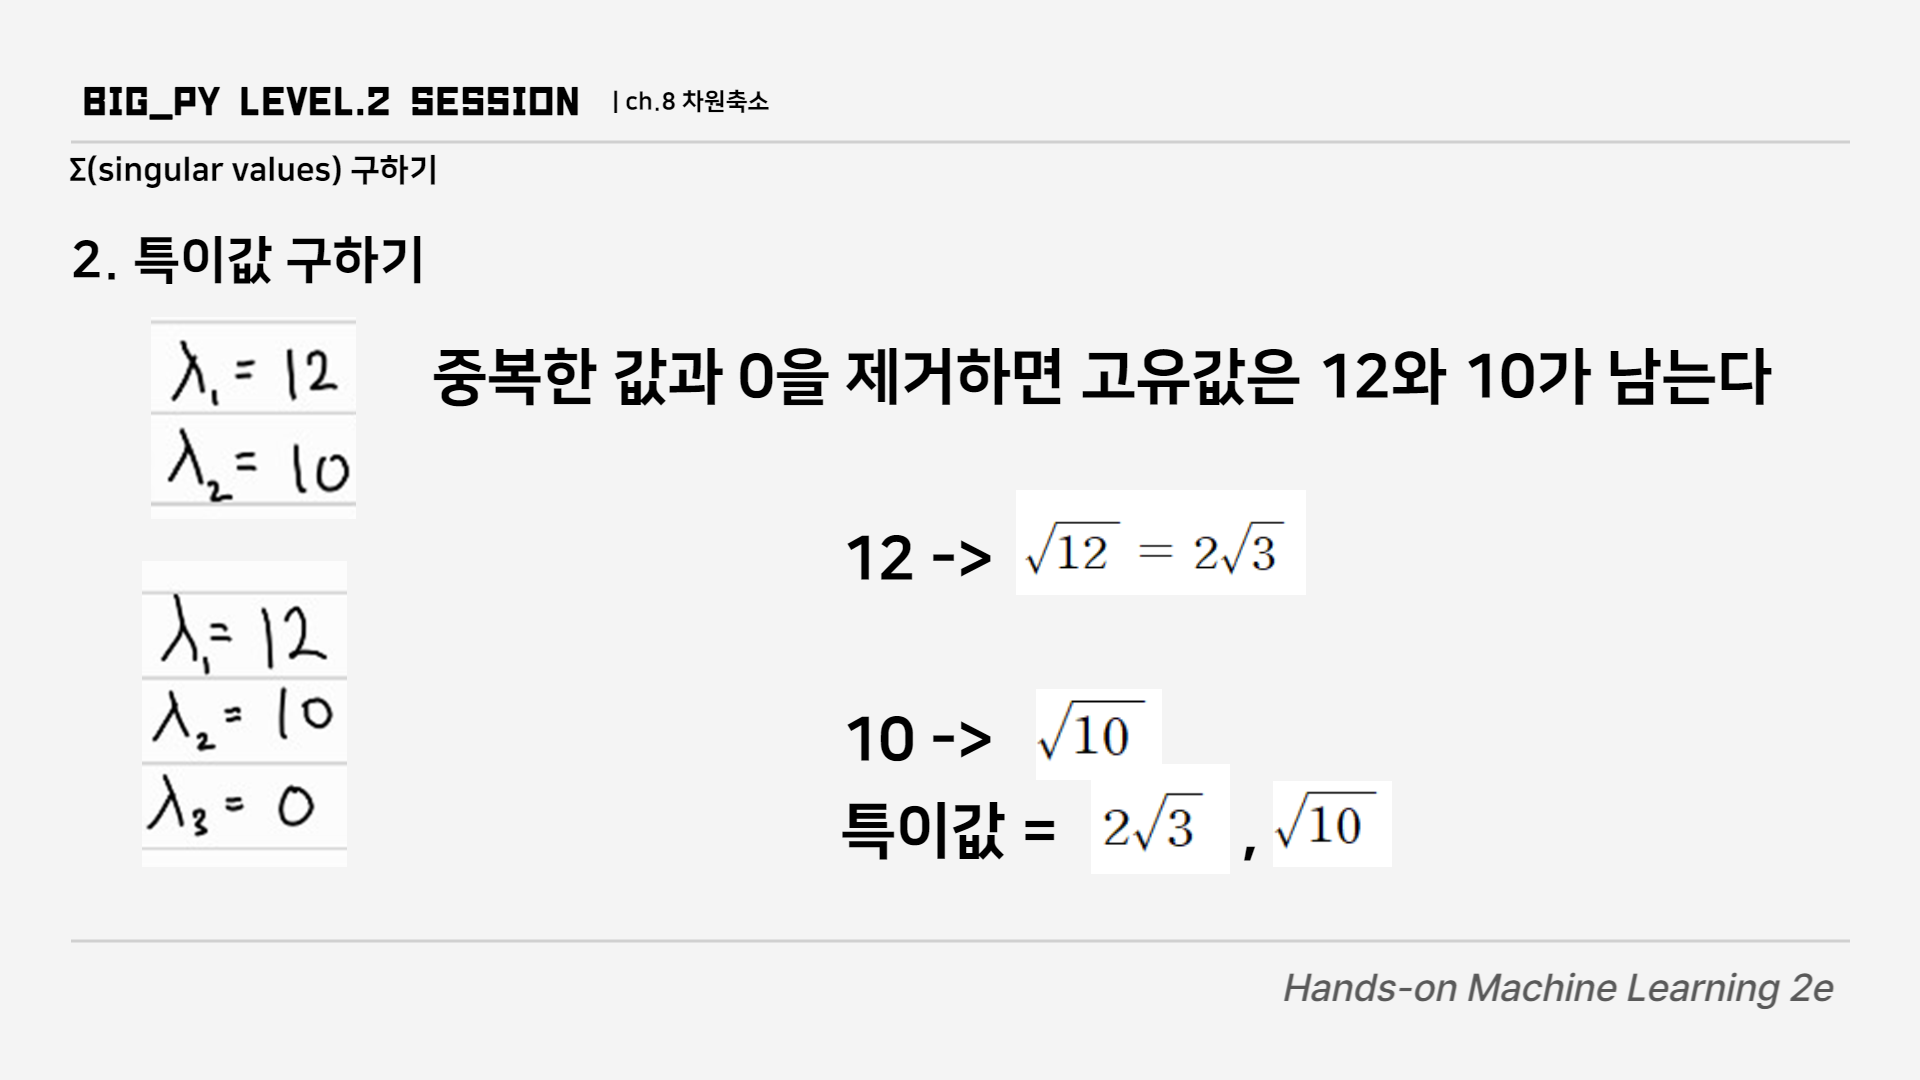 BIG_PY LEVEL.2 SESSION | ch.8 차원축소
Σ(singular values) 구하기
2. 특이값 구하기
λ₁ = 12
λ₂ = 10
중복한 값과 0을 제거하면 고유값은 12와 10가 남는다
λ₁ = 12
λ₂ = 10
λ₃ = 0
12 -> √12 = 2√3
10 -> √10
특이값 = 2√3 , √10
Hands-on Machine Learning 2e